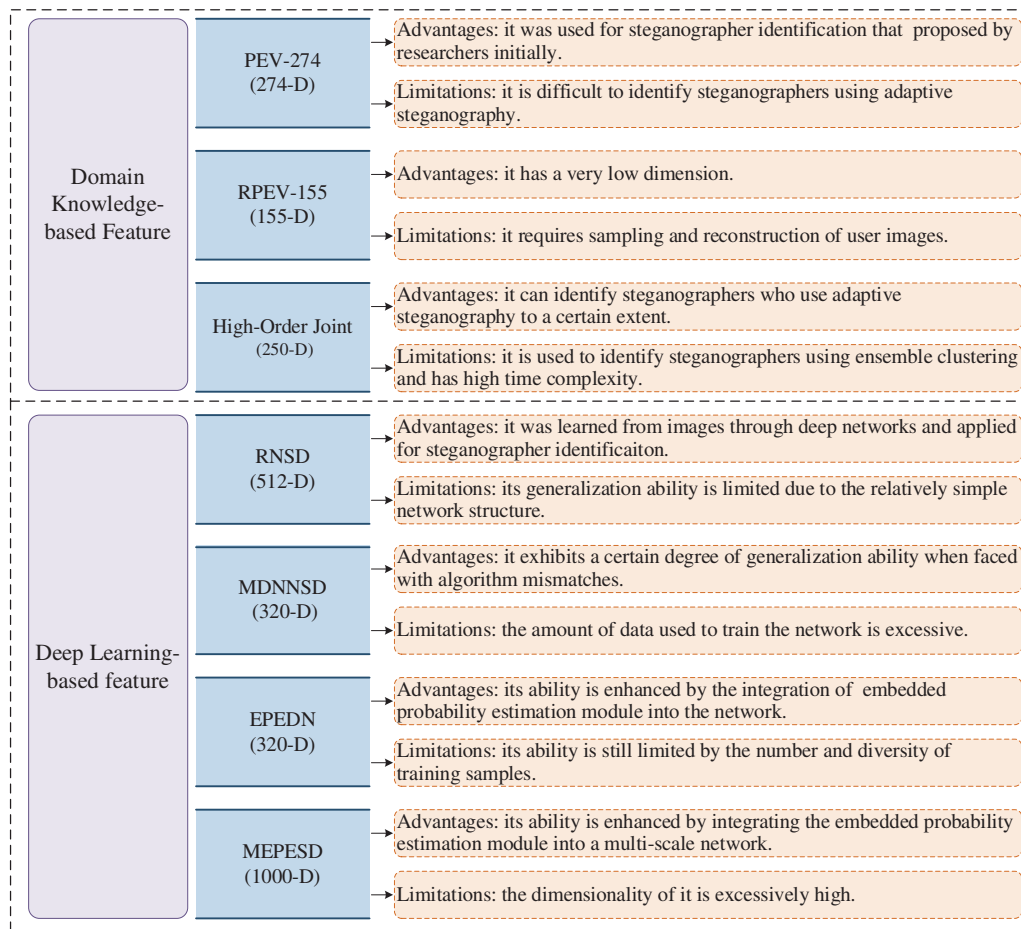 Domain
Knowledge-
based Feature
PEV-274
(274-D)
Advantages: it was used for steganographer identification that proposed by
researchers initially.
Limitations: it is difficult to identify steganographers using adaptive
steganography.
RPEV-155
(155-D)
Advantages: it has a very low dimension.
Limitations: it requires sampling and reconstruction of user images.
High-Order Joint
(250-D)
Advantages: it can identify steganographers who use adaptive
steganography to a certain extent.
Limitations: it is used to identify steganographers using ensemble clustering
and has high time complexity.
Deep Learning-
based feature
RNSD
(512-D)
Advantages: it was learned from images through deep networks and applied
for steganographer identificaiton.
Limitations: its generalization ability is limited due to the relatively simple
network structure.
MDNNSD
(320-D)
Advantages: it exhibits a certain degree of generalization ability when faced
with algorithm mismatches.
Limitations: the amount of data used to train the network is excessive.
EPEDN
(320-D)
Advantages: its ability is enhanced by the integration of embedded
probability estimation module into the network.
Limitations: its ability is still limited by the number and diversity of
training samples.
MEPESD
(1000-D)
Advantages: its ability is enhanced by integrating the embedded probability
estimation module into a multi-scale network.
Limitations: the dimensionality of it is excessively high.